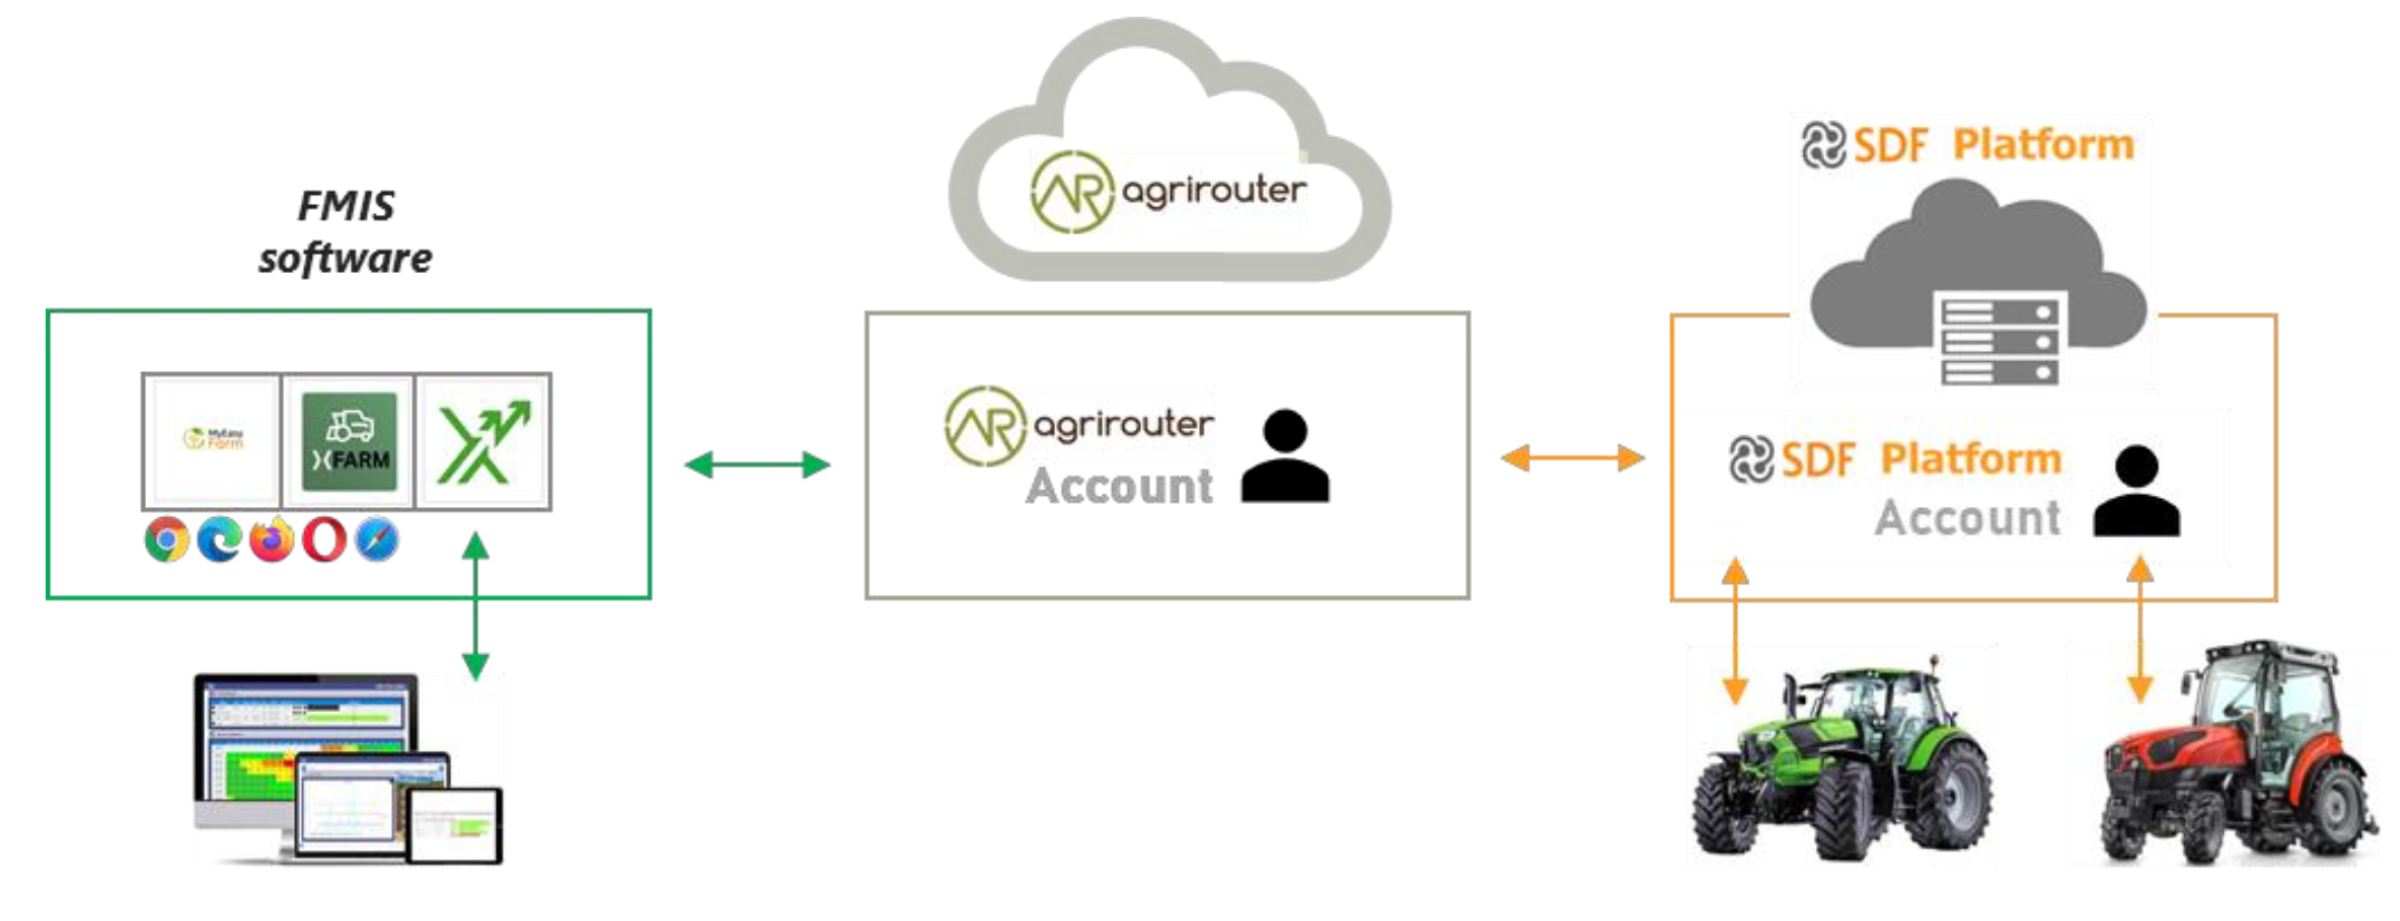 FMIS
software
MyEasy
Farm
XFARM
AR agrirouter
AR agrirouter
Account
SDF Platform
SDF Platform
Account